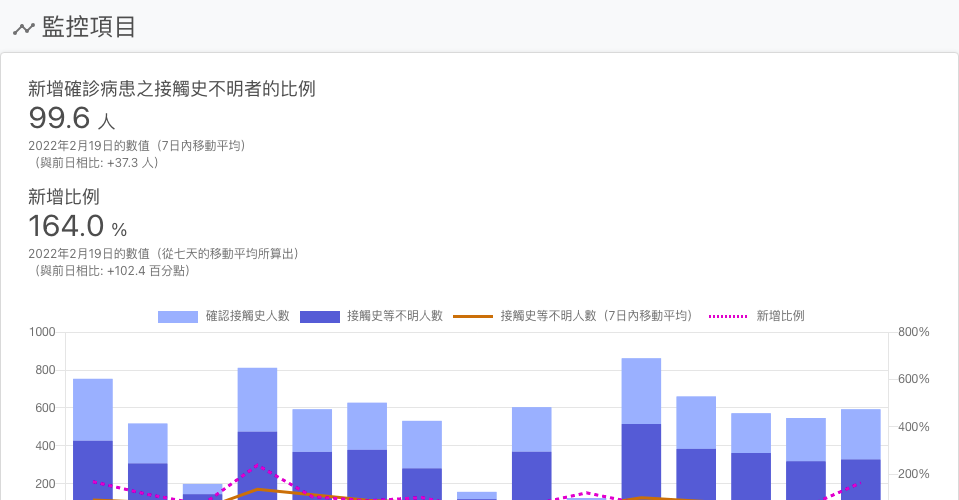 監控項目
新增確診病患之接觸史不明者的比例
99.6 人
2022年2月19日的數值（7日內移動平均）
（與前日相比: +37.3 人）
新增比例
164.0 %
2022年2月19日的數值（從七天的移動平均所算出）
（與前日相比: +102.4 百分點）
確認接觸史人數 接觸史等不明人數 接觸史等不明人數（7日內移動平均） 新增比例
1000 800%
800
600%
600
400%
400
200%
200